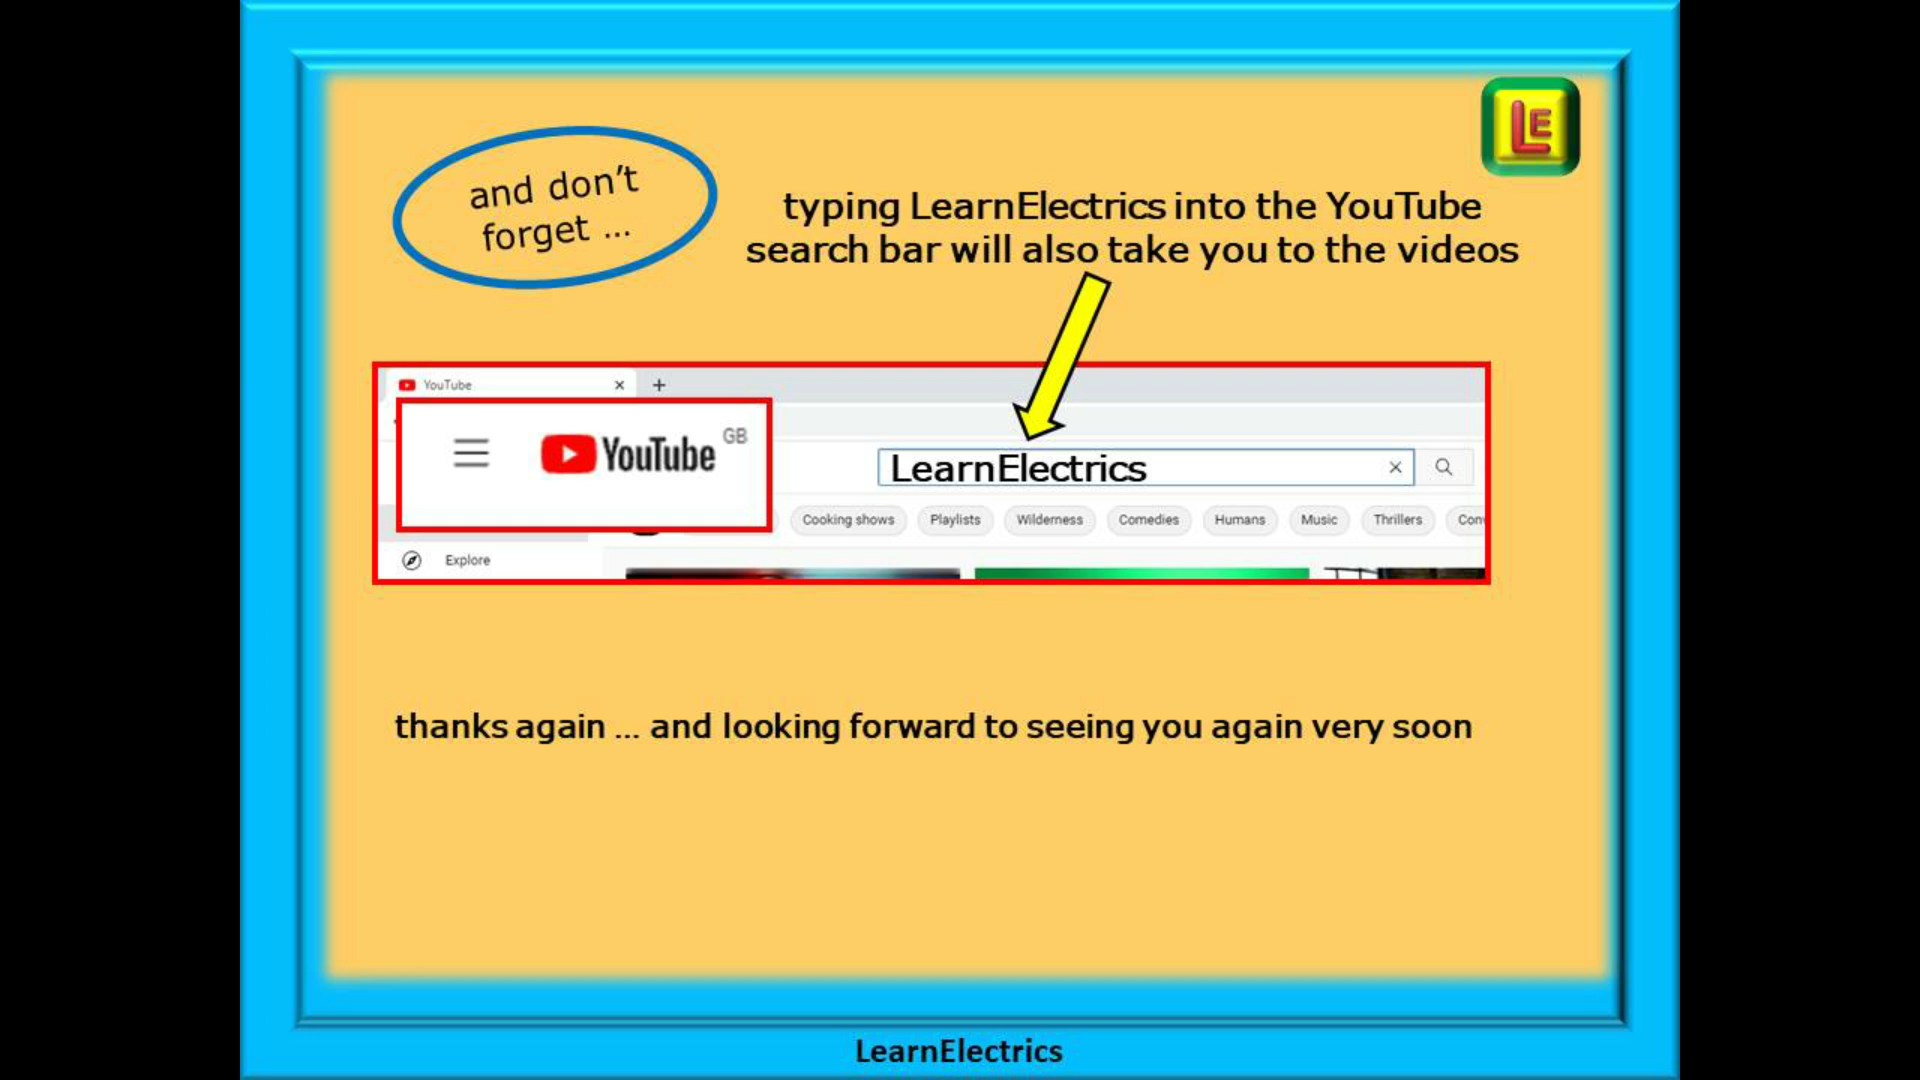 LE
and don't
forget ...
typing LearnElectrics into the YouTube
search bar will also take you to the videos
YouTube
YouTube GB
LearnElectrics
Cooking shows Playlists Wilderness Comedies Humans Music Thrillers
Explore
thanks again ... and looking forward to seeing you again very soon
LearnElectrics